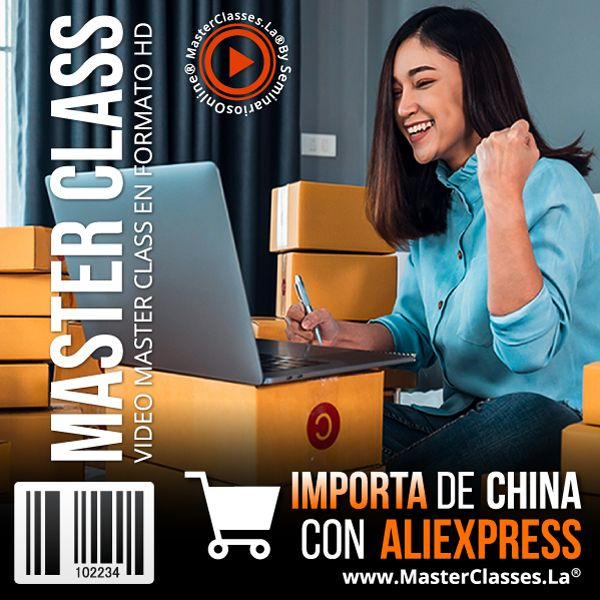 MASTER CLASS
VIDEO MASTER CLASS EN FORMATO HD
MasterClasses.La® By SeminariosOnline®
102234
IMPORTA DE CHINA
CON ALIEXPRESS
www.MasterClasses.La®